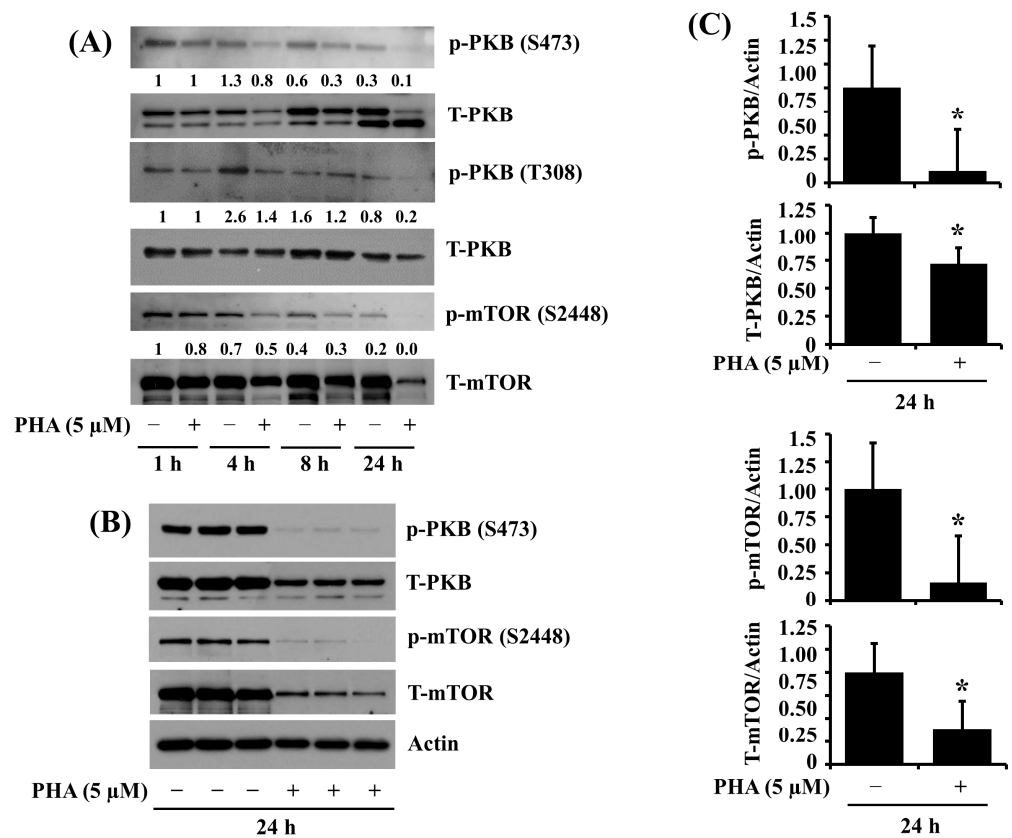 (A)
p-PKB (S473)
1 1 1.3 0.8 0.6 0.3 0.3 0.1
T-PKB
p-PKB (T308)
1 1 2.6 1.4 1.6 1.2 0.8 0.2
T-PKB
p-mTOR (S2448)
1 0.8 0.7 0.5 0.4 0.3 0.2 0.0
T-mTOR
PHA (5 µM) − + − + − + − +
1 h 4 h 8 h 24 h
(B)
p-PKB (S473)
T-PKB
p-mTOR (S2448)
T-mTOR
Actin
PHA (5 µM) − − − + + +
24 h
(C)
p-PKB/Actin
1.5
1.25
1.00
0.75
0.50
0.25
0
*
T-PKB/Actin
1.25
1.00
0.75
0.50
0.25
0
*
PHA (5 µM) − +
24 h
p-mTOR/Actin
1.5
1.25
1.00
0.75
0.50
0.25
0
*
T-mTOR/Actin
1.25
1.00
0.75
0.50
0.25
0
*
PHA (5 µM) − +
24 h